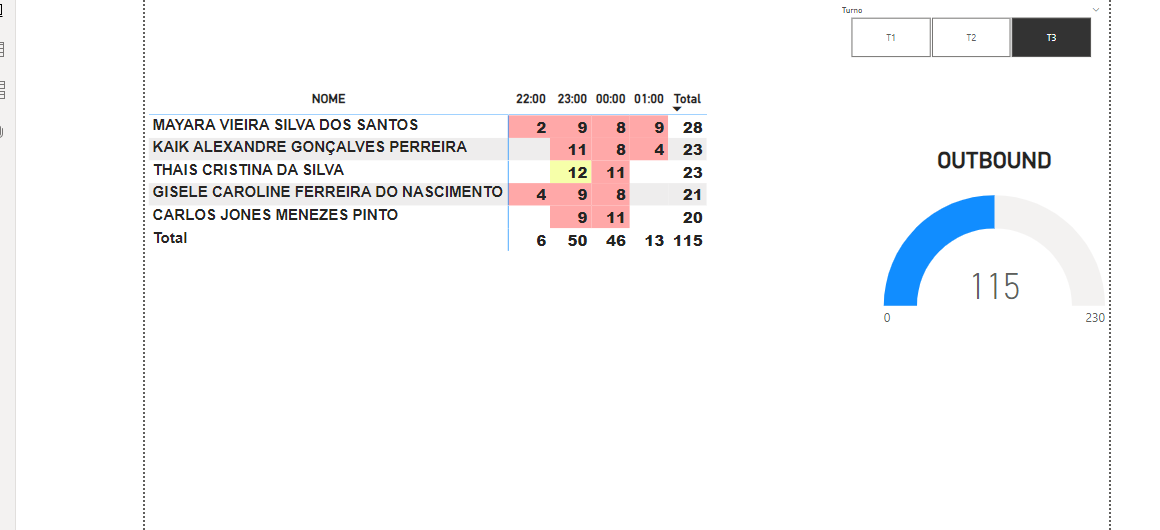 Turno
T1 T2 T3
NOME 22:00 23:00 00:00 01:00 Total
MAYARA VIEIRA SILVA DOS SANTOS 2 9 8 9 28
KAIK ALEXANDRE GONÇALVES PERREIRA 11 8 4 23
THAIS CRISTINA DA SILVA 12 11 23
GISELE CAROLINE FERREIRA DO NASCIMENTO 4 9 8 21
CARLOS JONES MENEZES PINTO 9 11 20
Total 6 50 46 13 115
OUTBOUND
115
0 230